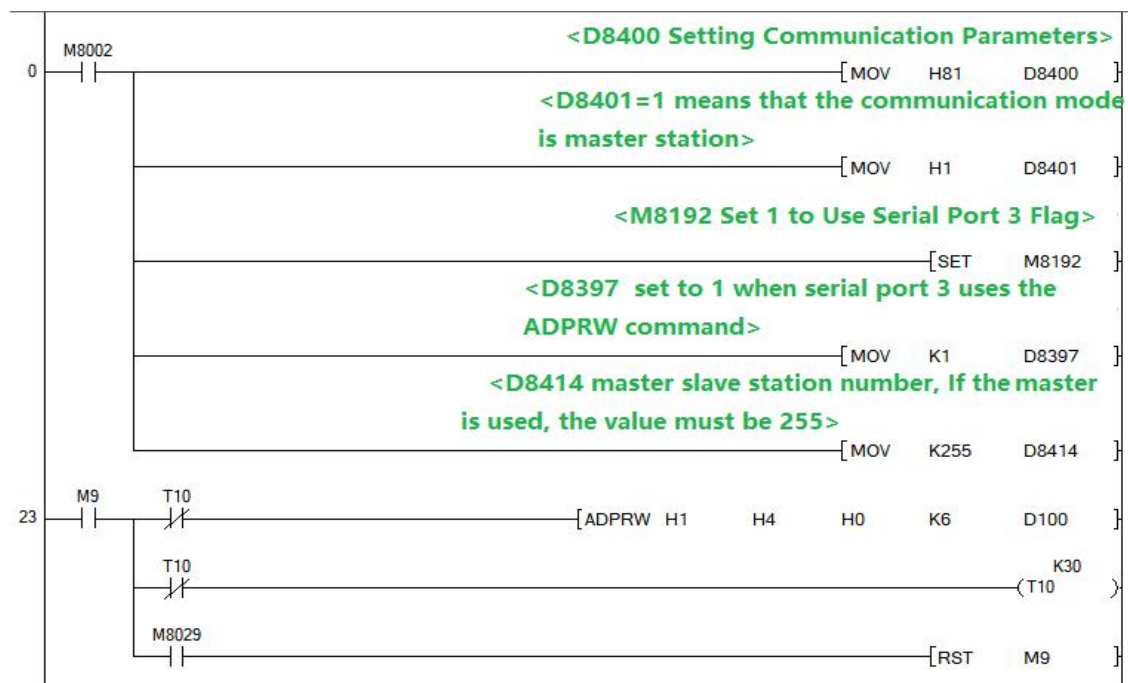 <D8400 Setting Communication Parameters>
M8002
0 [MOV H81 D8400 ]
<D8401=1 means that the communication mode
is master station>
[MOV H1 D8401 ]
<M8192 Set 1 to Use Serial Port 3 Flag>
[SET M8192 ]
<D8397 set to 1 when serial port 3 uses the
ADPRW command>
[MOV K1 D8397 ]
<D8414 master slave station number, If the master
is used, the value must be 255>
[MOV K255 D8414 ]
M9 T10
23 [ADPRW H1 H4 H0 K6 D100 ]
T10 K30
(T10 )
M8029
[RST M9 ]